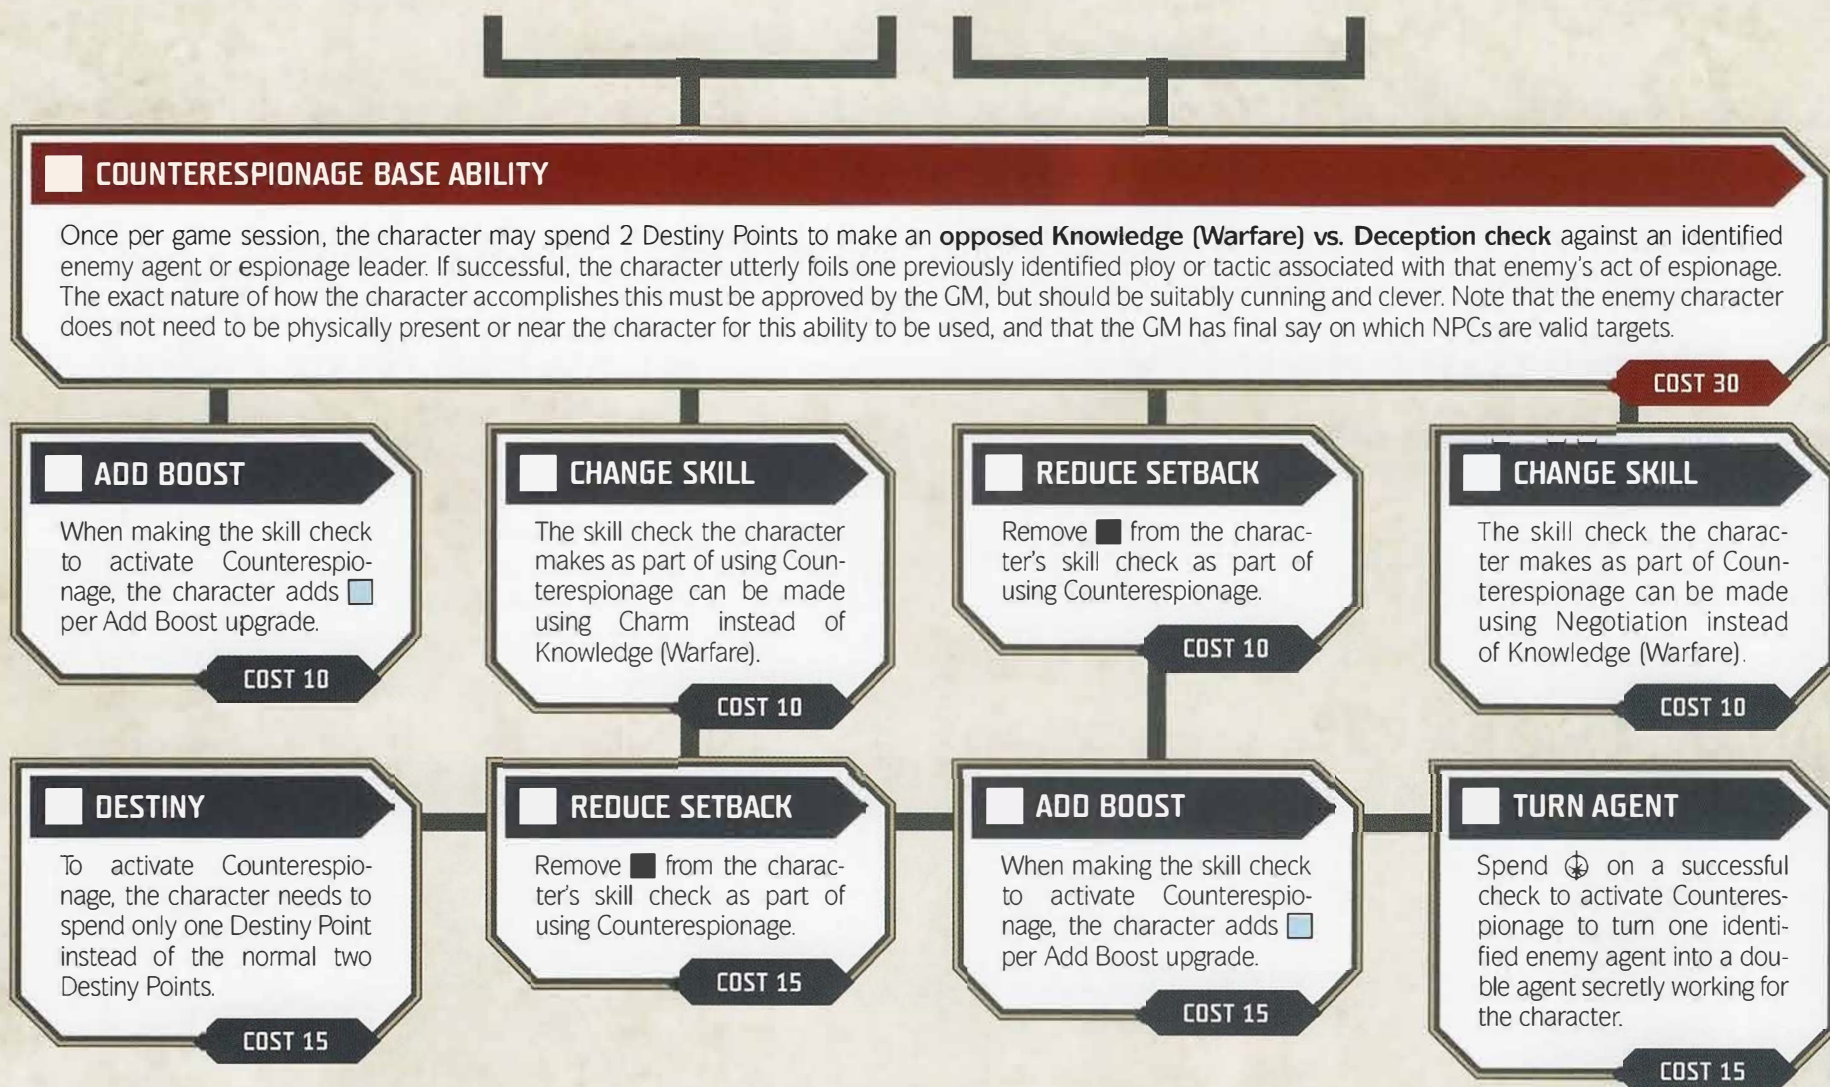 COUNTERESPIONAGE BASE ABILITY
Once per game session, the character may spend 2 Destiny Points to make an opposed Knowledge (Warfare) vs. Deception check against an identified
enemy agent or espionage leader. If successful, the character utterly foils one previously identified ploy or tactic associated with that enemy's act of espionage.
The exact nature of how the character accomplishes this must be approved by the GM, but should be suitably cunning and clever. Note that the enemy character
does not need to be physically present or near the character for this ability to be used, and that the GM has final say on which NPCs are valid targets.
COST 30
ADD BOOST
When making the skill check
to activate Counterespio-
nage, the character adds
per Add Boost upgrade.
COST 10
CHANGE SKILL
The skill check the character
makes as part of using Coun-
terespionage can be made
using Charm instead of
Knowledge (Warfare).
COST 10
REDUCE SETBACK
Remove from the charac-
ter's skill check as part of
using Counterespionage.
COST 10
CHANGE SKILL
The skill check the charac-
ter makes as part of Coun-
terespionage can be made
using Negotiation instead
of Knowledge (Warfare).
COST 10
DESTINY
To activate Counterespio-
nage, the character needs to
spend only one Destiny Point
instead of the normal two
Destiny Points.
COST 15
REDUCE SETBACK
Remove from the charac-
ter's skill check as part of
using Counterespionage.
COST 15
ADD BOOST
When making the skill check
to activate Counterespio-
nage, the character adds
per Add Boost upgrade.
COST 15
TURN AGENT
Spend on a successful
check to activate Counteres-
pionage to turn one identi-
fied enemy agent into a dou-
ble agent secretly working for
the character.
COST 15